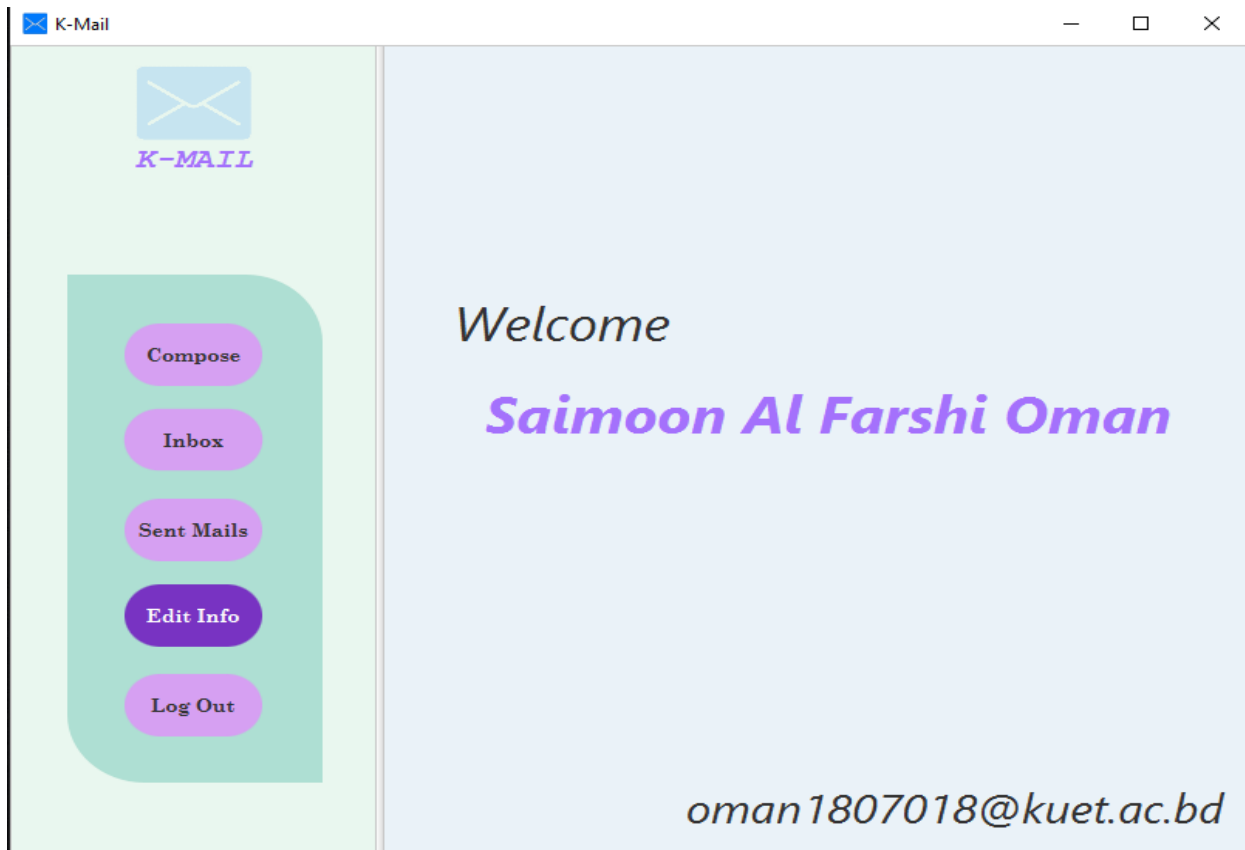 K-Mail
K-MAIL
Compose
Inbox
Sent Mails
Edit Info
Log Out
Welcome
Saimoon Al Farshi Oman
oman1807018@kuet.ac.bd